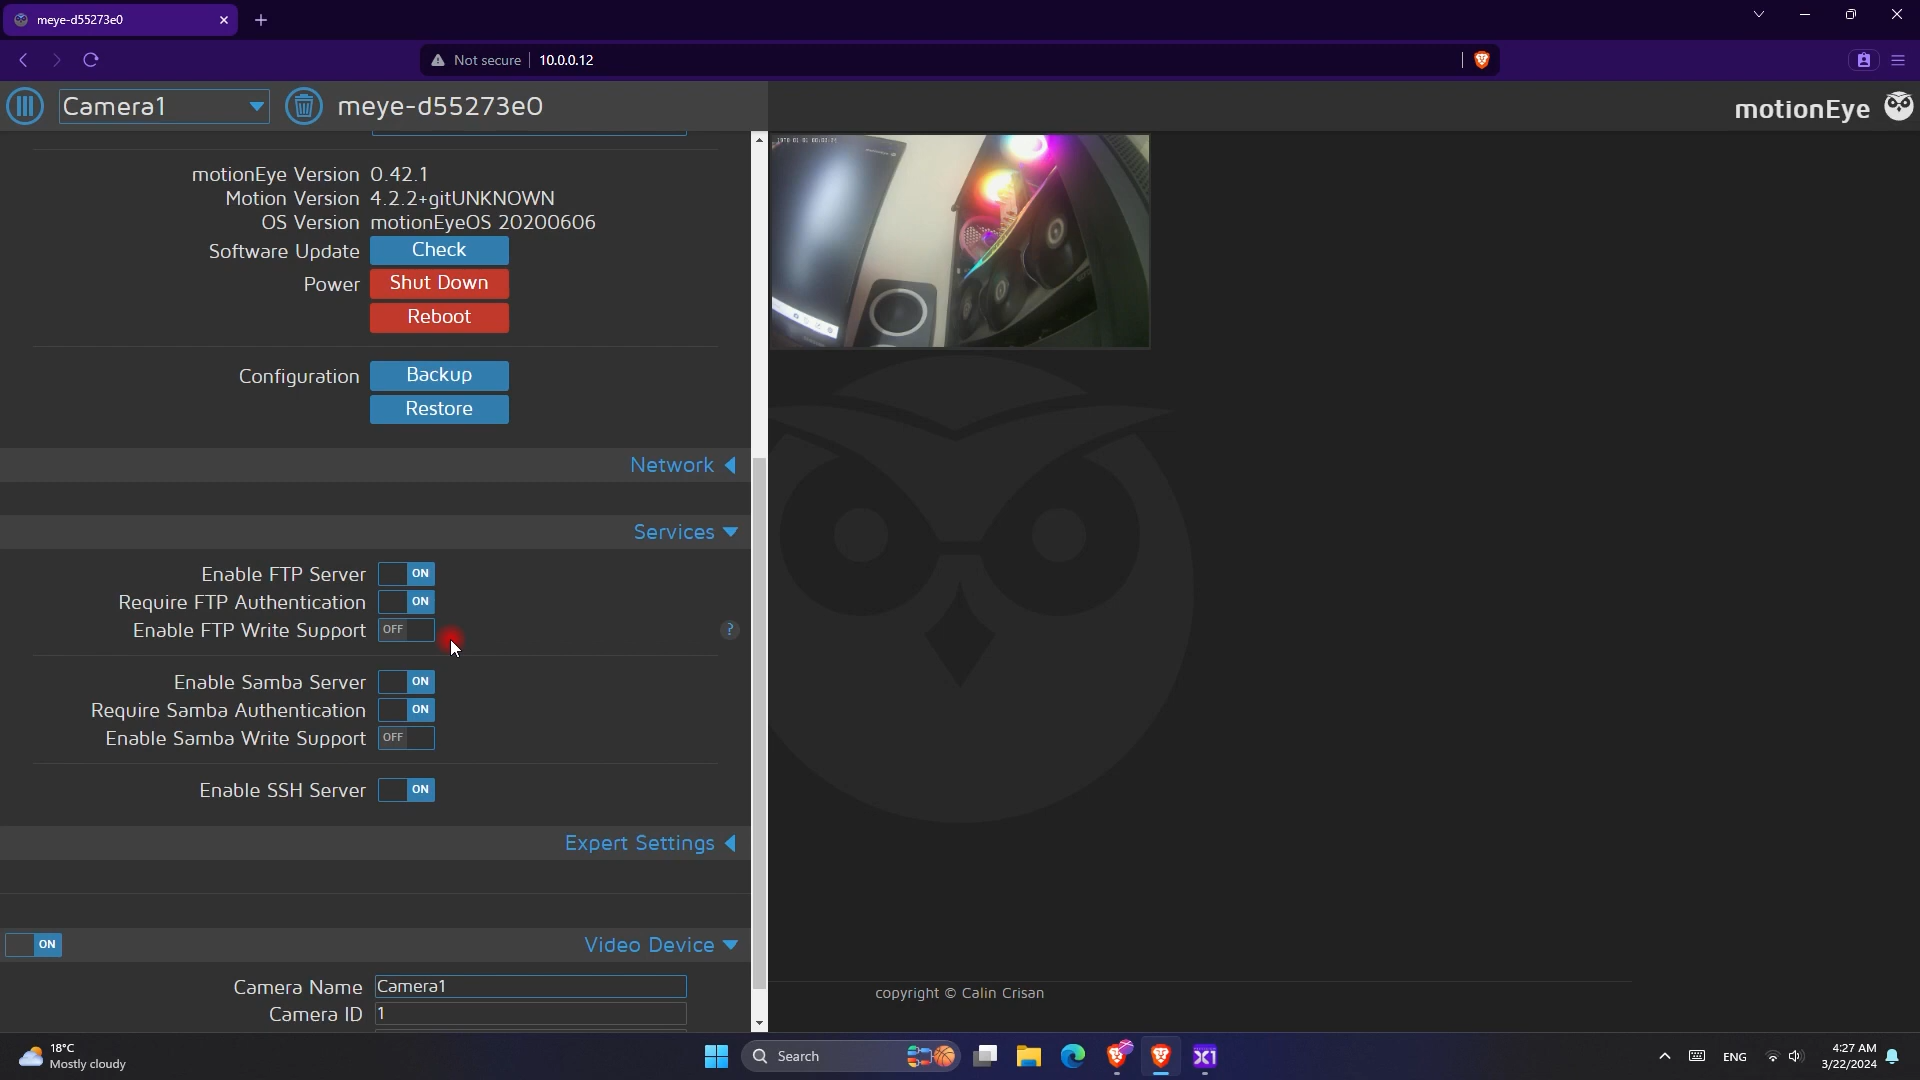 meye-d55273e0
Not secure
10.0.0.12
Camera1
meye-d55273e0
motionEye
motionEye Version 0.42.1
Motion Version 4.2.2+gitUNKNOWN
OS Version motionEyeOS 20200606
Software Update Check
Power Shut Down
Reboot
Configuration Backup
Restore
Network
Services
Enable FTP Server ON
Require FTP Authentication ON
Enable FTP Write Support OFF
?
Enable Samba Server ON
Require Samba Authentication ON
Enable Samba Write Support OFF
Enable SSH Server ON
Expert Settings
ON Video Device
Camera Name Camera1
Camera ID 1
copyright © Calin Crisan
18°C
Mostly cloudy
Search
X1
ENG
4:27 AM
3/22/2024